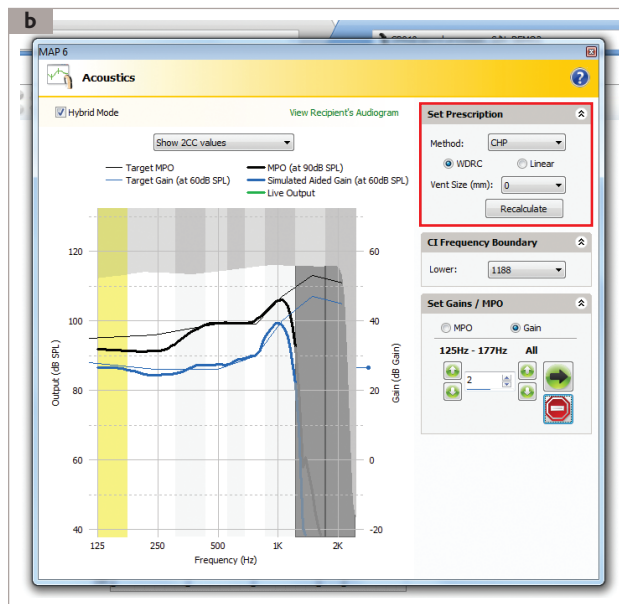 b
MAP 6
Acoustics
Hybrid Mode
View Recipient's Audiogram
Show 2CC values
Target MPO
MPO (at 90dB SPL)
Target Gain (at 60dB SPL)
Simulated Aided Gain (at 60dB SPL)
Live Output
120
100
80
60
40
Output (dB SPL)
60
40
20
0
-20
Gain (dB Gain)
125
250
500
1K
2K
Frequency (Hz)
Set Prescription
Method:
CHP
WDRC
Linear
Vent Size (mm):
0
Recalculate
CI Frequency Boundary
Lower:
1188
Set Gains / MPO
MPO
Gain
125Hz - 177Hz
All
2